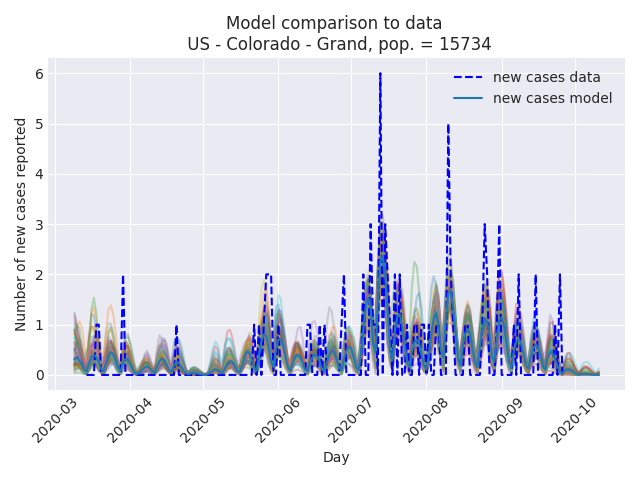 Model comparison to data
US - Colorado - Grand, pop. = 15734
new cases data
new cases model
Number of new cases reported
6
5
4
3
2
1
0
2020-03
2020-04
2020-05
2020-06
2020-07
2020-08
2020-09
2020-10
Day